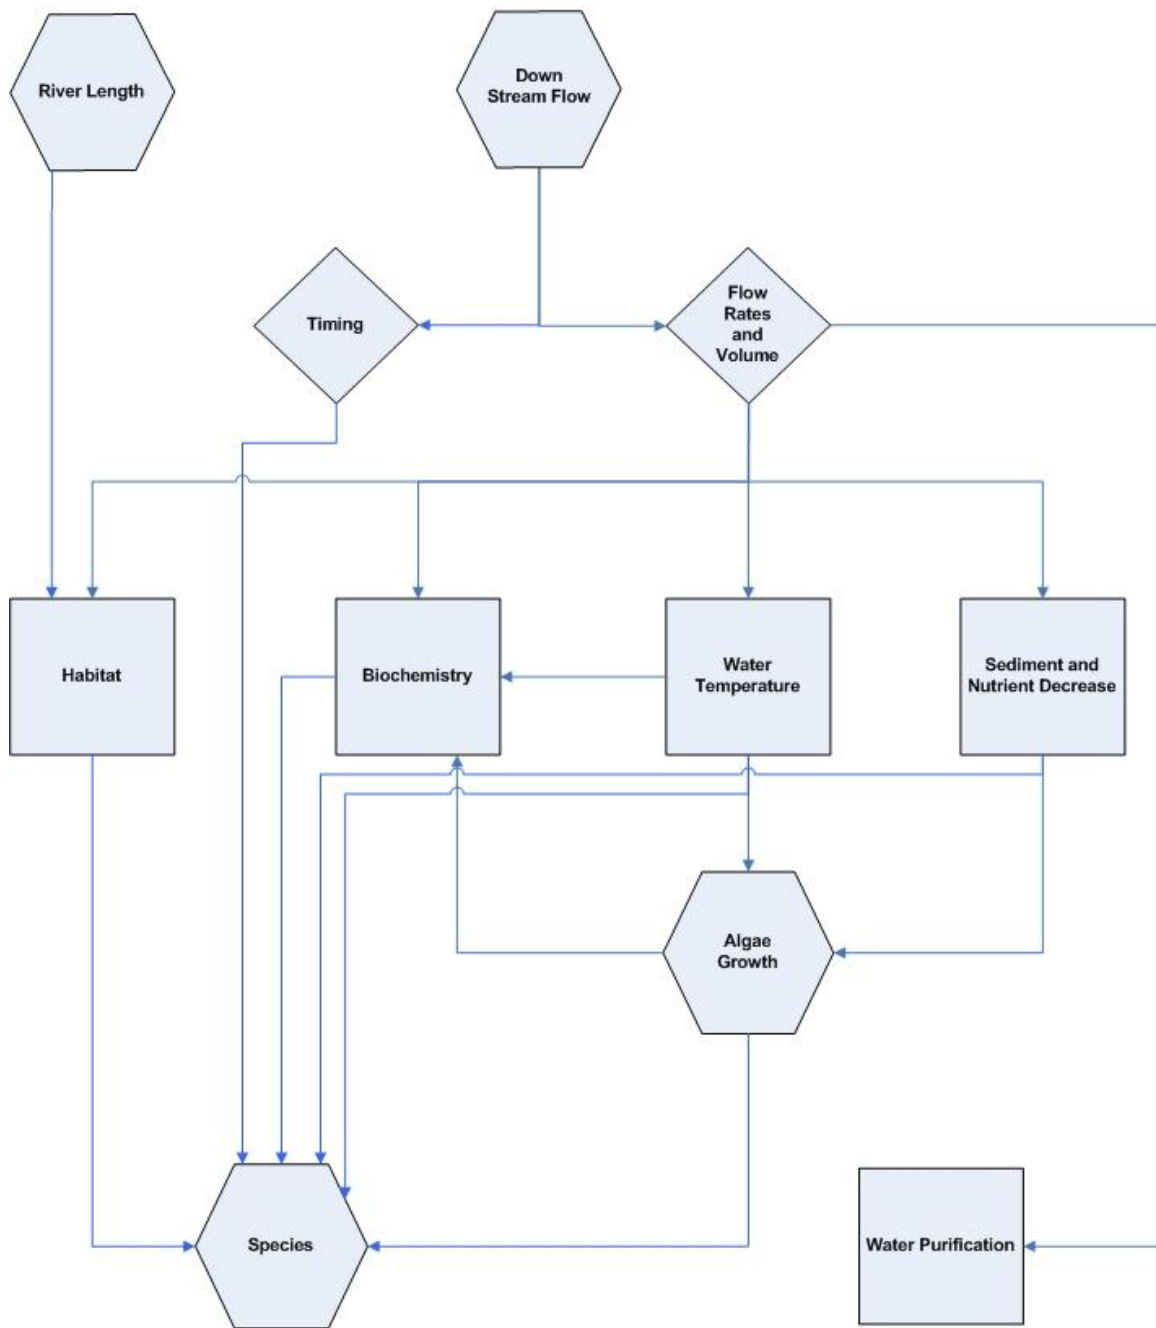 River Length
Down
Stream Flow
Timing
Flow
Rates
and
Volume
Habitat
Biochemistry
Water
Temperature
Sediment and
Nutrient Decrease
Algae
Growth
Species
Water Purification